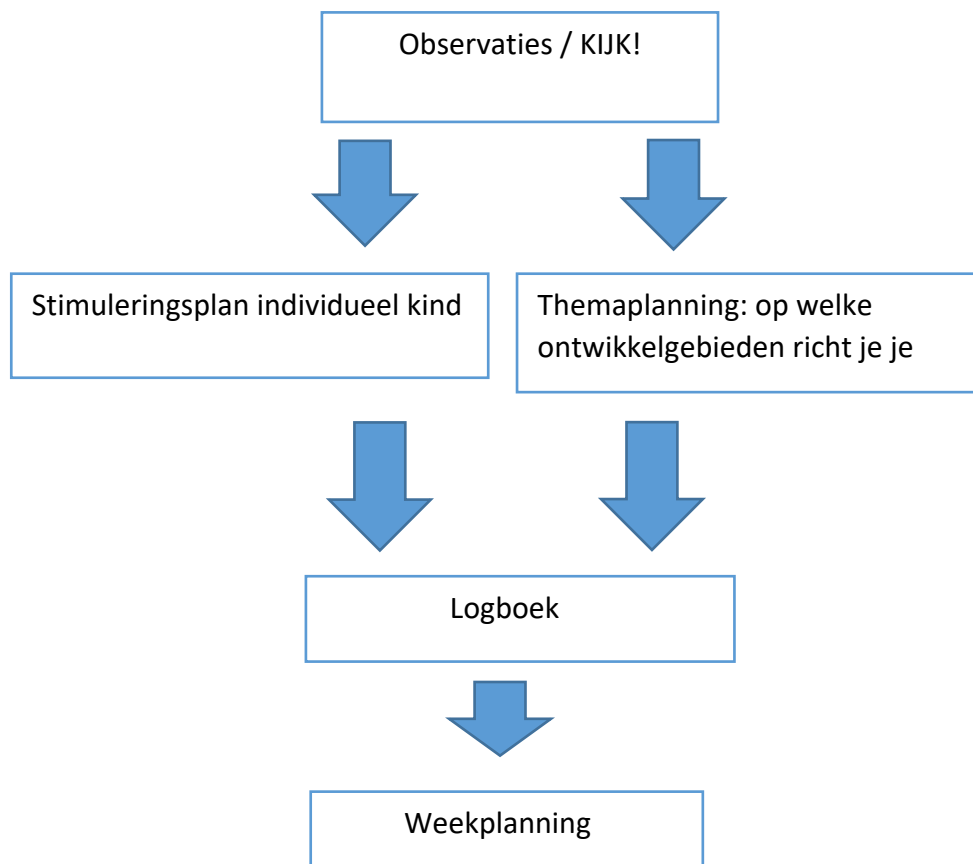 Observaties / KIJK!
Stimuleringsplan individueel kind
Themaplanning: op welke
ontwikkelgebieden richt je je
Logboek
Weekplanning